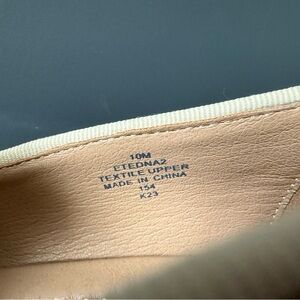 10M
ETEDNA2
TEXTILE UPPER
MADE IN CHINA
154
K23